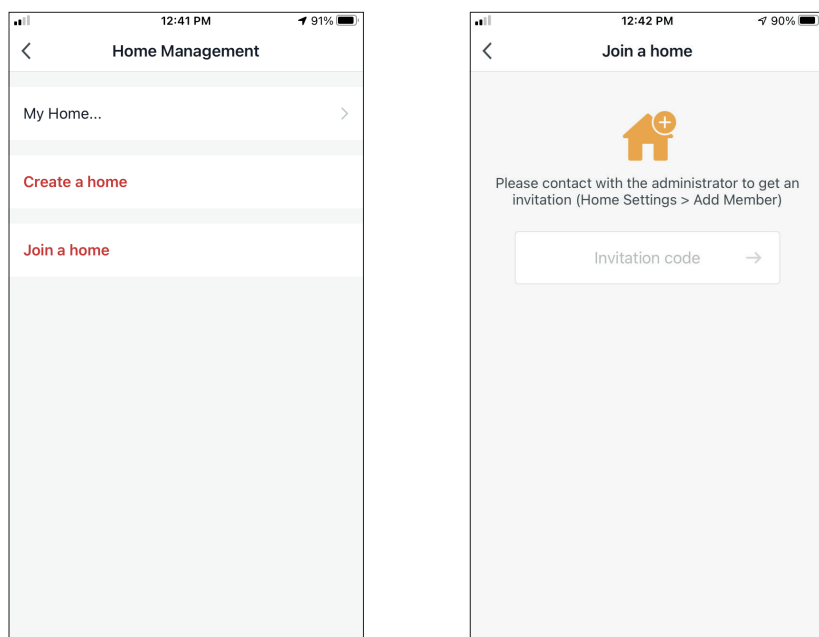 12:41 PM
91%
Home Management
My Home...
Create a home
Join a home
12:42 PM
90%
Join a home
Please contact with the administrator to get an
invitation (Home Settings > Add Member)
Invitation code